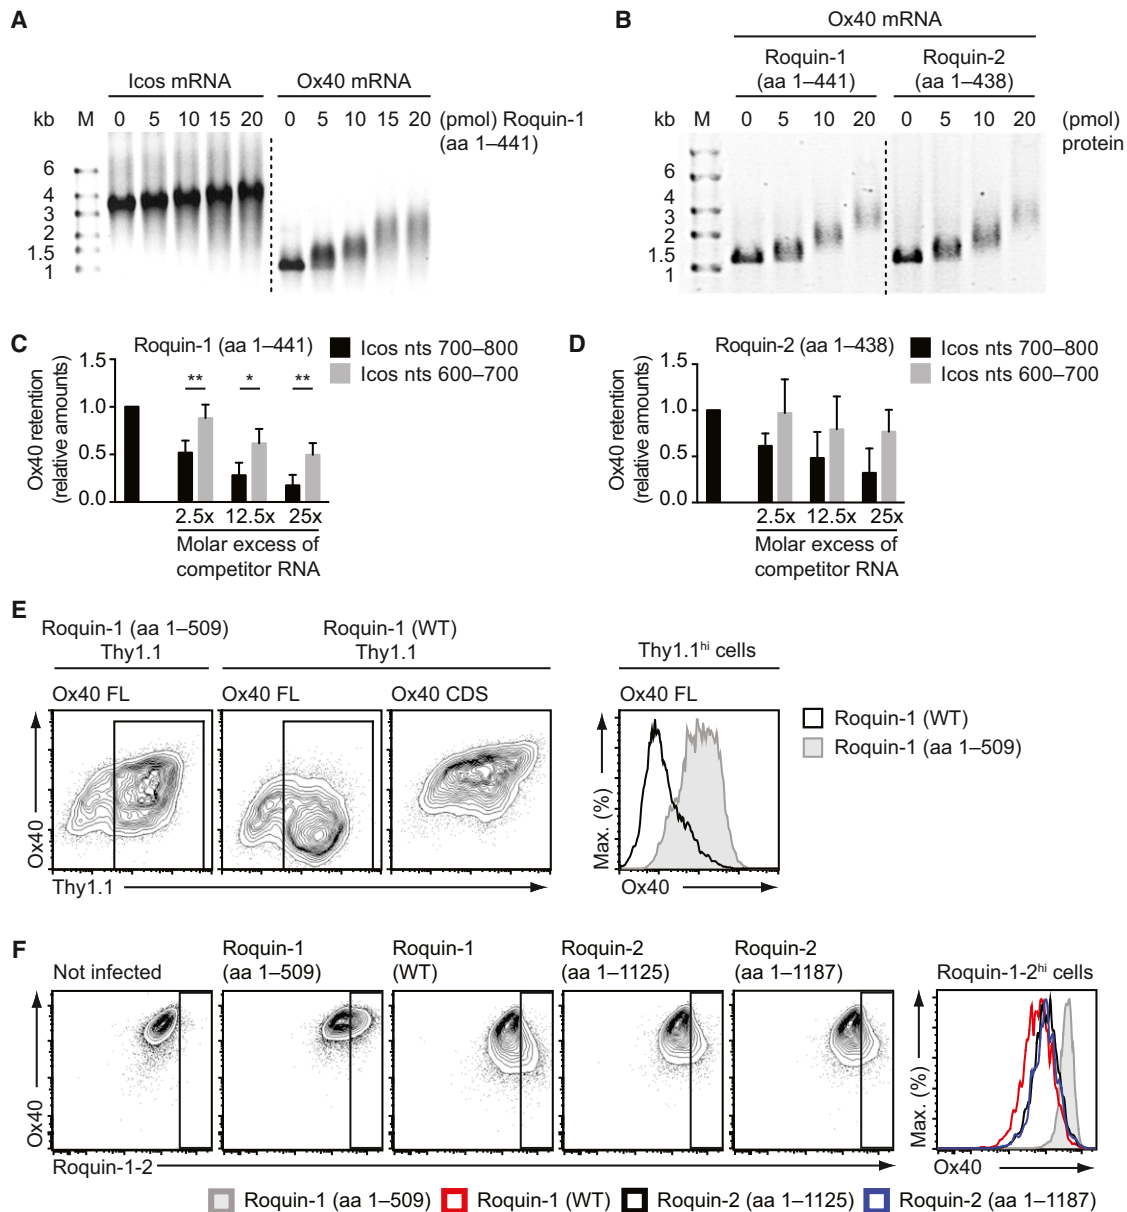 A
Icos mRNA
Ox40 mRNA
kb M 0 5 10 15 20 0 5 10 15 20 (pmol) Roquin-1
(aa 1–441)
6
4
3
2
1.5
1
B
Ox40 mRNA
Roquin-1
(aa 1–441)
Roquin-2
(aa 1–438)
kb M 0 5 10 20 0 5 10 20 (pmol)
protein
6
4
3
2
1.5
1
C
Roquin-1 (aa 1–441)
Icos nts 700–800
Icos nts 600–700
Ox40 retention
(relative amounts)
1.5
1.0
0.5
0.0
** * **
2.5x 12.5x 25x
Molar excess of
competitor RNA
D
Roquin-2 (aa 1–438)
Icos nts 700–800
Icos nts 600–700
Ox40 retention
(relative amounts)
1.5
1.0
0.5
0.0
2.5x 12.5x 25x
Molar excess of
competitor RNA
E
Roquin-1 (aa 1–509)
Thy1.1
Roquin-1 (WT)
Thy1.1
Thy1.1hi cells
Ox40 FL
Ox40 FL
Ox40 CDS
Ox40 FL
Ox40
Thy1.1
Max. (%)
Ox40
Roquin-1 (WT)
Roquin-1 (aa 1–509)
F
Not infected
Roquin-1
(aa 1–509)
Roquin-1
(WT)
Roquin-2
(aa 1–1125)
Roquin-2
(aa 1–1187)
Roquin-1-2hi cells
Ox40
Roquin-1-2
Max. (%)
Ox40
Roquin-1 (aa 1–509) Roquin-1 (WT) Roquin-2 (aa 1–1125) Roquin-2 (aa 1–1187)